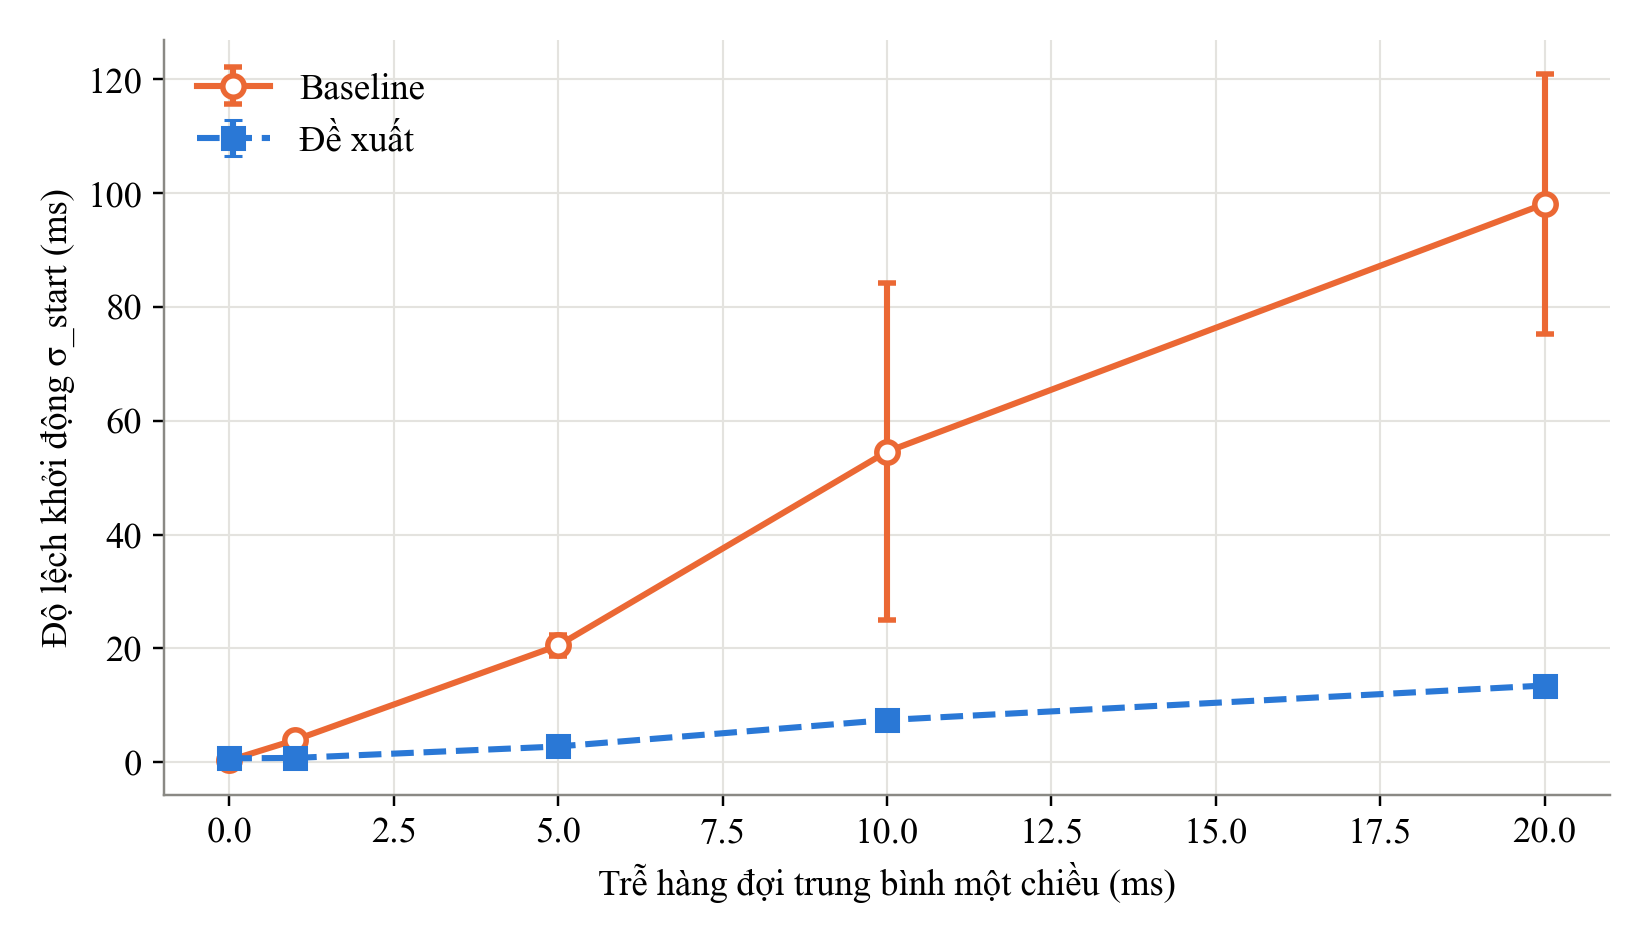 Baseline
Đề xuất
Độ lệch khởi động σ_start (ms)
120
100
80
60
40
20
0
0.0 2.5 5.0 7.5 10.0 12.5 15.0 17.5 20.0
Trễ hàng đợi trung bình một chiều (ms)